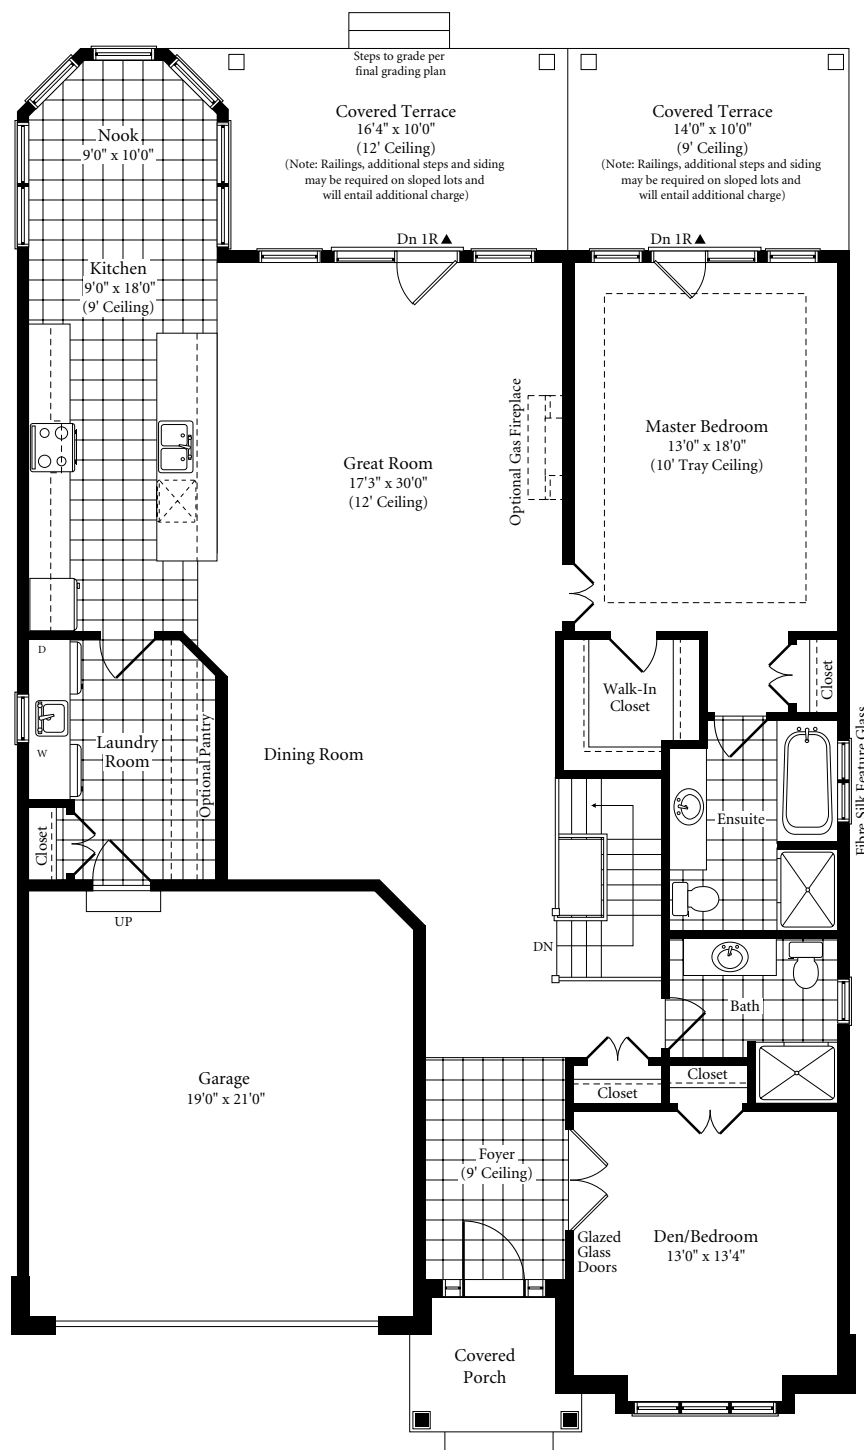 Steps to grade per
final grading plan
Covered Terrace
16'4" x 10'0"
(12' Ceiling)
(Note: Railings, additional steps and siding
may be required on sloped lots and
will entail additional charge)
Covered Terrace
14'0" x 10'0"
(9' Ceiling)
(Note: Railings, additional steps and siding
may be required on sloped lots and
will entail additional charge)
Nook
9'0" x 10'0"
Dn 1R▲
Dn 1R▲
Kitchen
9'0" x 18'0"
(9' Ceiling)
Optional Gas Fireplace
Master Bedroom
13'0" x 18'0"
(10' Tray Ceiling)
Great Room
17'3" x 30'0"
(12' Ceiling)
D
W
Laundry
Room
Optional Pantry
Closet
UP
Dining Room
Walk-In
Closet
Closet
Fibre Silk Feature Glass
Ensuite
DN
Bath
Closet
Closet
Garage
19'0" x 21'0"
Foyer
(9' Ceiling)
Glazed
Glass
Doors
Den/Bedroom
13'0" x 13'4"
Covered
Porch